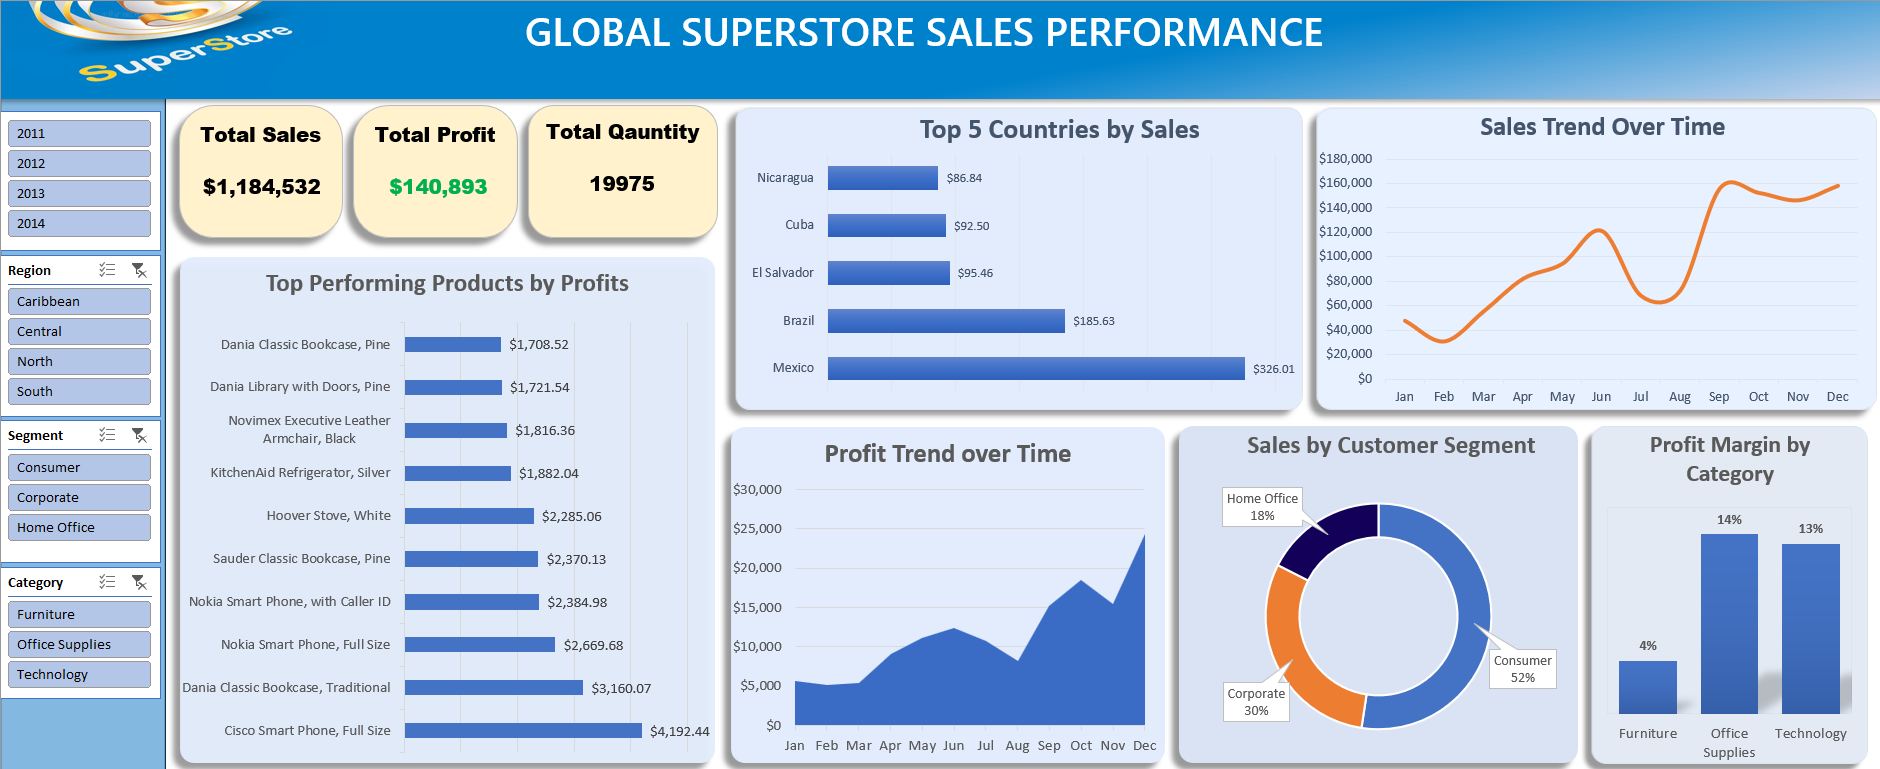 SuperStore
GLOBAL SUPERSTORE SALES PERFORMANCE
2011
2012
2013
2014
Region
Caribbean
Central
North
South
Segment
Consumer
Corporate
Home Office
Category
Furniture
Office Supplies
Technology
Total Sales
$1,184,532
Total Profit
$140,893
Total Qauntity
19975
Top Performing Products by Profits
Dania Classic Bookcase, Pine $1,708.52
Dania Library with Doors, Pine $1,721.54
Novimex Executive Leather
Armchair, Black $1,816.36
KitchenAid Refrigerator, Silver $1,882.04
Hoover Stove, White $2,285.06
Sauder Classic Bookcase, Pine $2,370.13
Nokia Smart Phone, with Caller ID $2,384.98
Nokia Smart Phone, Full Size $2,669.68
Dania Classic Bookcase, Traditional $3,160.07
Cisco Smart Phone, Full Size $4,192.44
Top 5 Countries by Sales
Nicaragua $86.84
Cuba $92.50
El Salvador $95.46
Brazil $185.63
Mexico $326.01
Sales Trend Over Time
$180,000
$160,000
$140,000
$120,000
$100,000
$80,000
$60,000
$40,000
$20,000
$0
Jan Feb Mar Apr May Jun Jul Aug Sep Oct Nov Dec
Profit Trend over Time
$30,000
$25,000
$20,000
$15,000
$10,000
$5,000
$0
Jan Feb Mar Apr May Jun Jul Aug Sep Oct Nov Dec
Sales by Customer Segment
Home Office
18%
Consumer
52%
Corporate
30%
Profit Margin by
Category
4% 14% 13%
Furniture Office Technology
Supplies